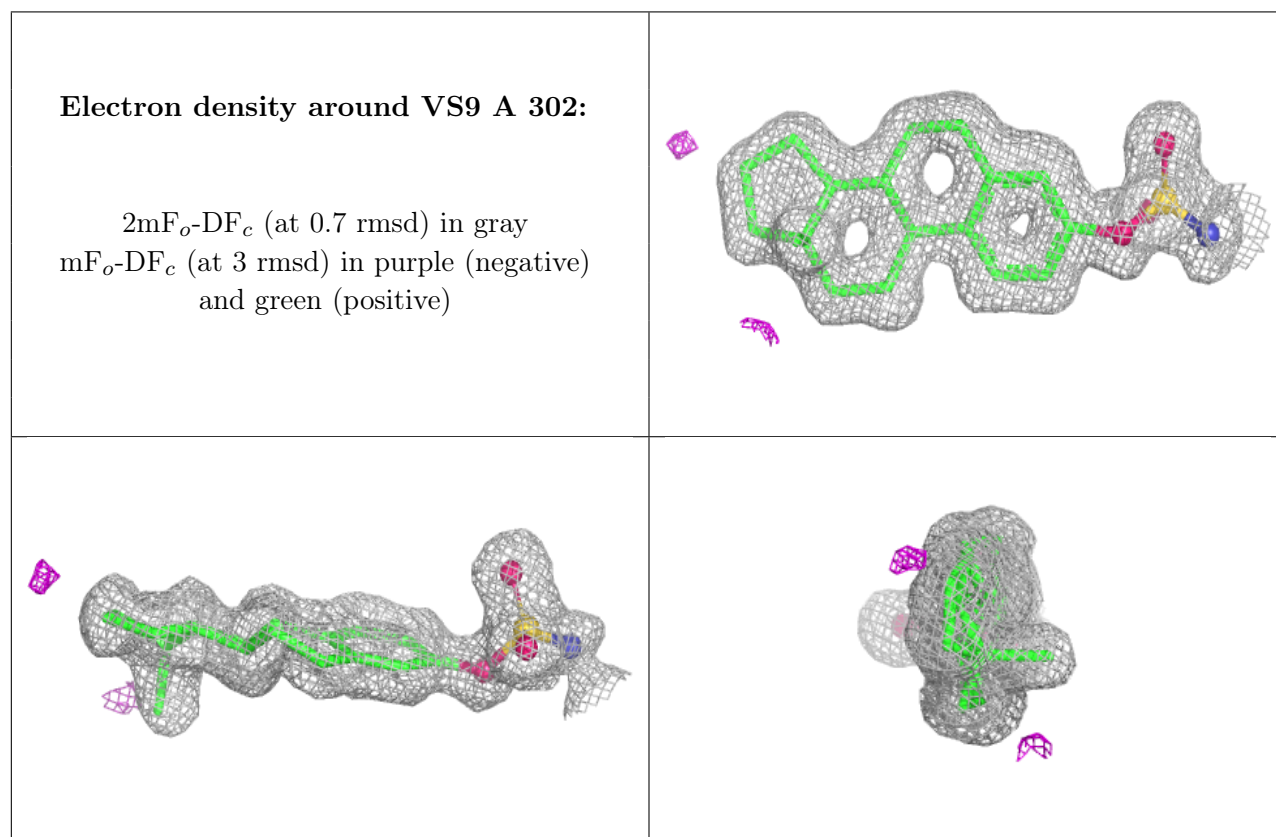 Electron density around VS9 A 302:
2mFo-DFc (at 0.7 rmsd) in gray
mFo-DFc (at 3 rmsd) in purple (negative)
and green (positive)